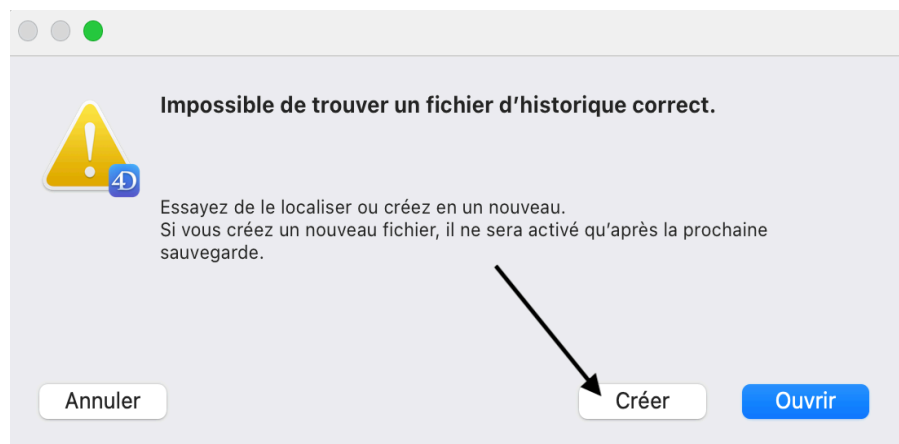 Impossible de trouver un fichier d’historique correct.
4D
Essayez de le localiser ou créez en un nouveau.
Si vous créez un nouveau fichier, il ne sera activé qu’après la prochaine
sauvegarde.
Annuler
Créer
Ouvrir